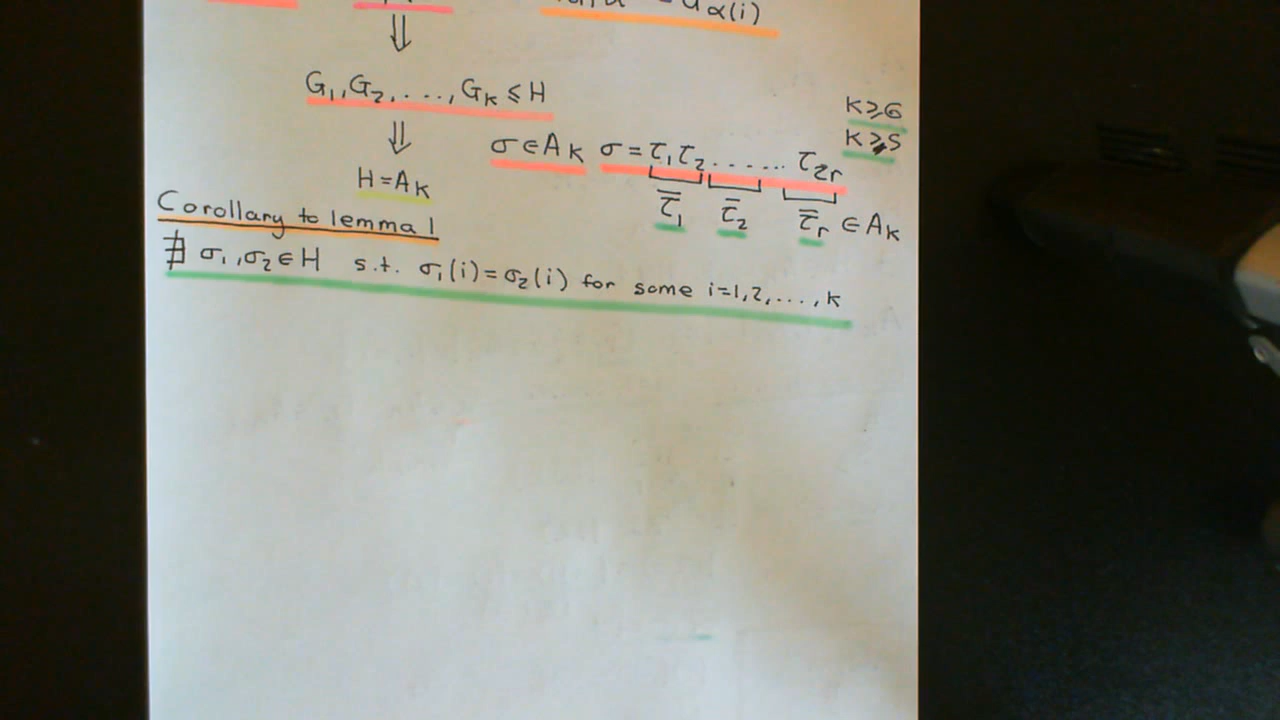 α(i)
⇓
G₁,G₂,...,Gₖ ≤ H
K≥6
⇓
K≥5
σ∈Aₖ σ=τ₁τ₂......τ₂ᵣ
H=Aₖ
τ̄₁ τ̄₂ τ̄ᵣ ∈Aₖ
Corollary to lemma 1
∄ σ₁,σ₂∈H s.t. σ₁(i)=σ₂(i) for some i=1,2,...,k